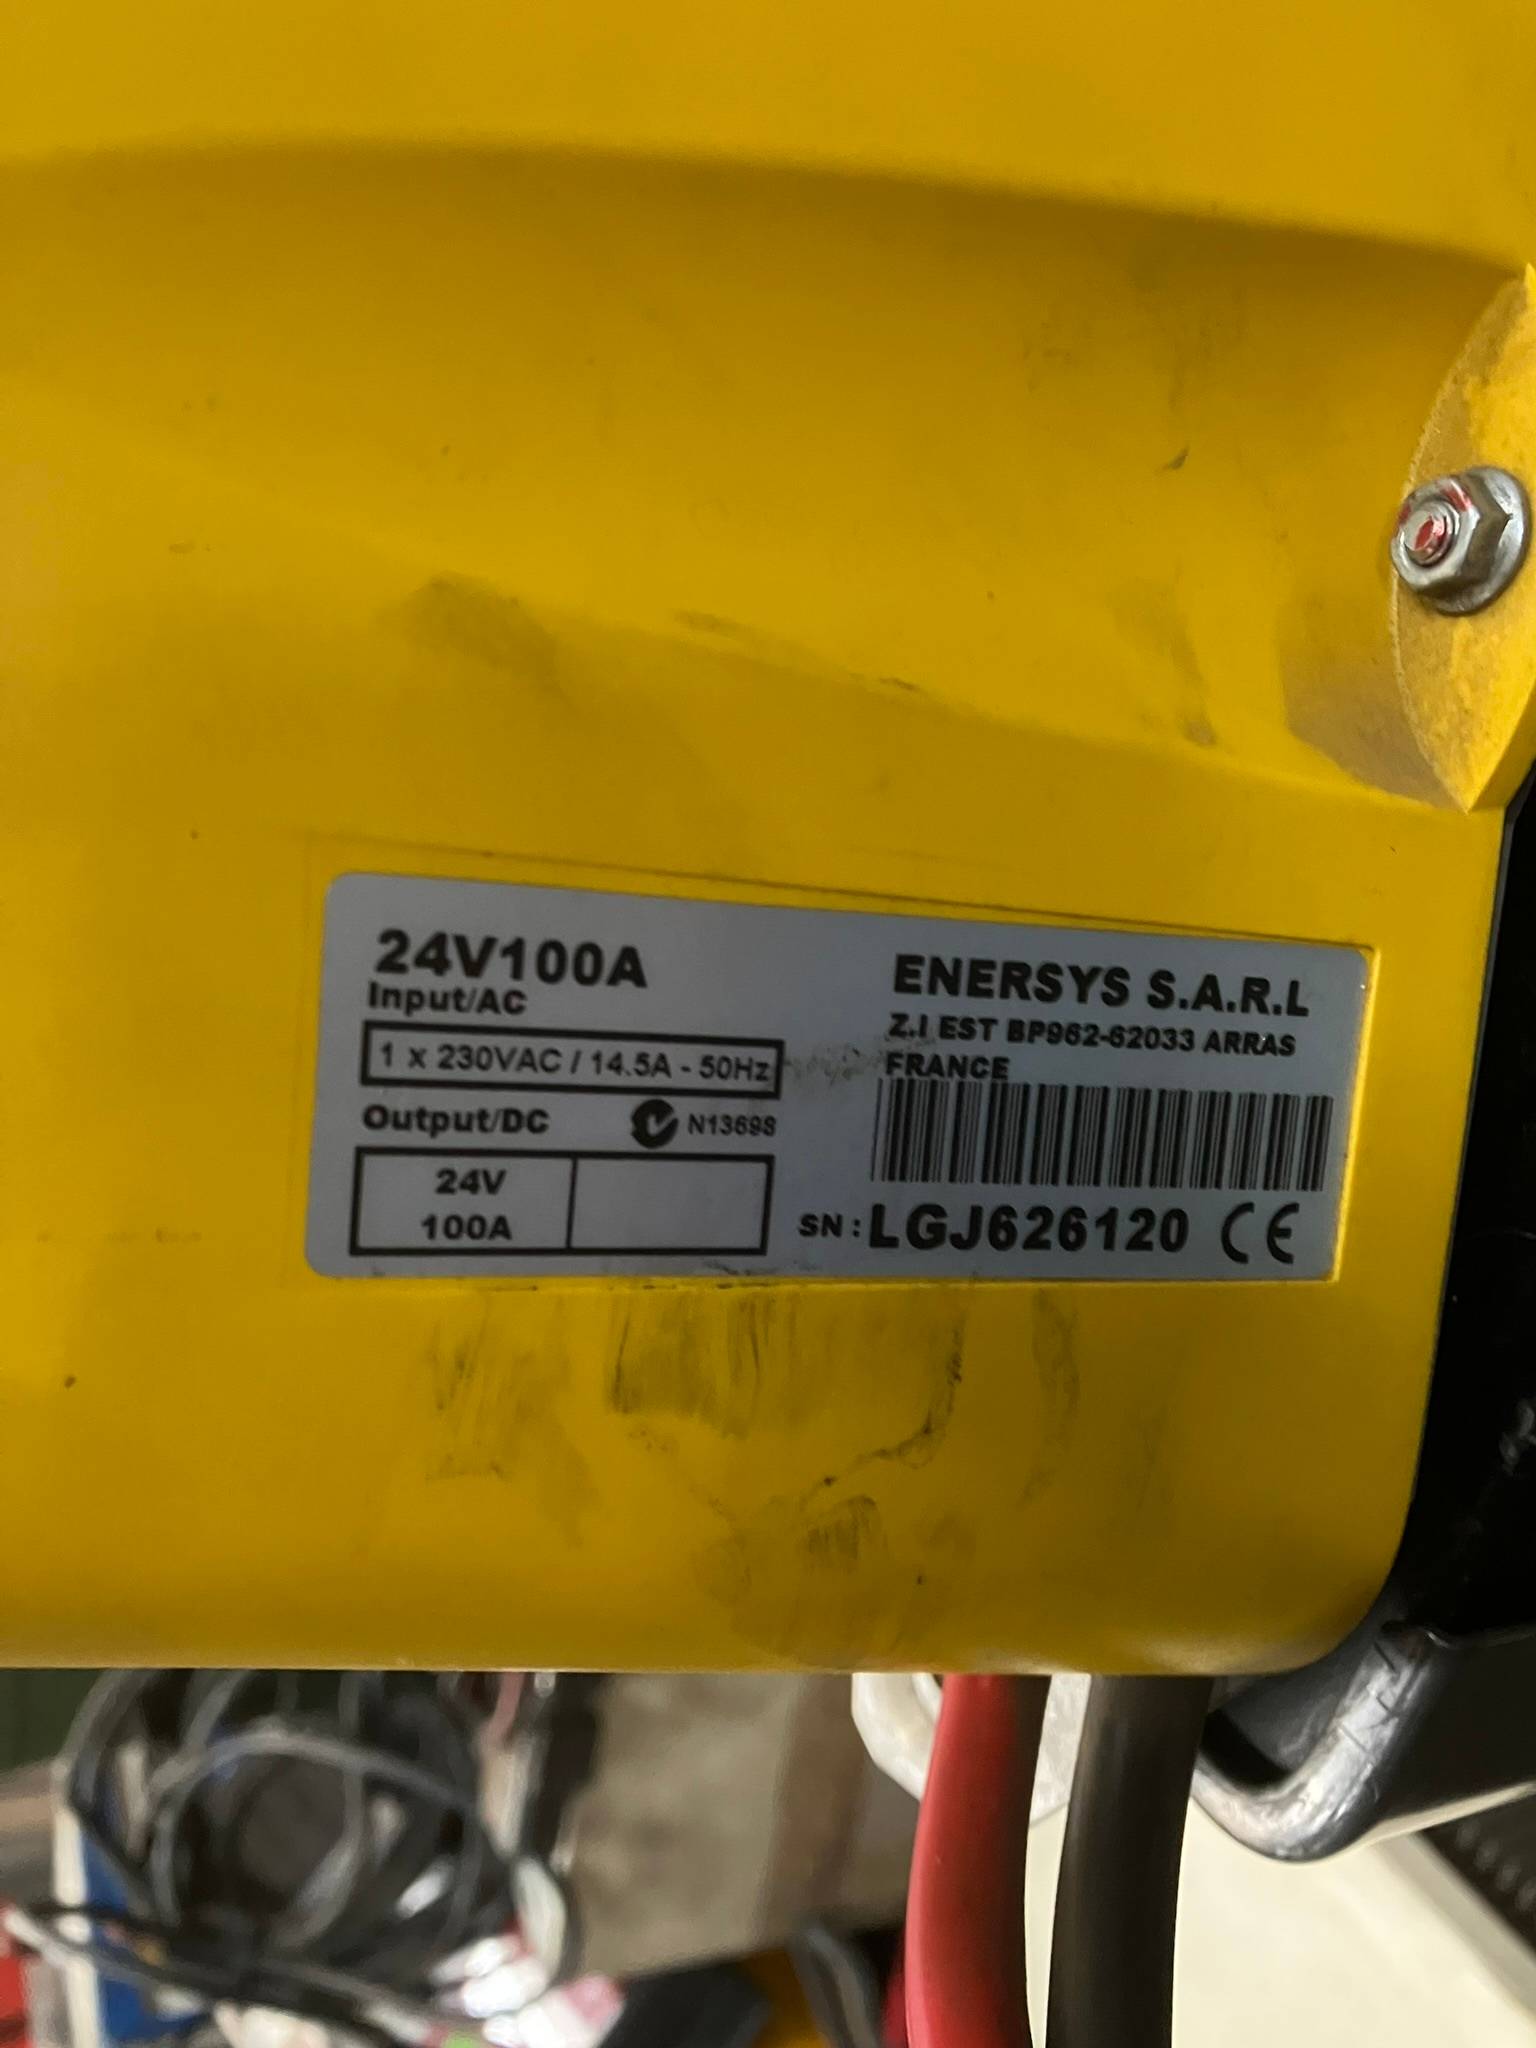 24V100A
Input/AC
1 x 230VAC / 14.5A - 50Hz
Output/DC
N13698
24V
100A
ENERSYS S.A.R.L
Z.I EST BP962-62033 ARRAS
FRANCE
SN : LGJ626120 CE